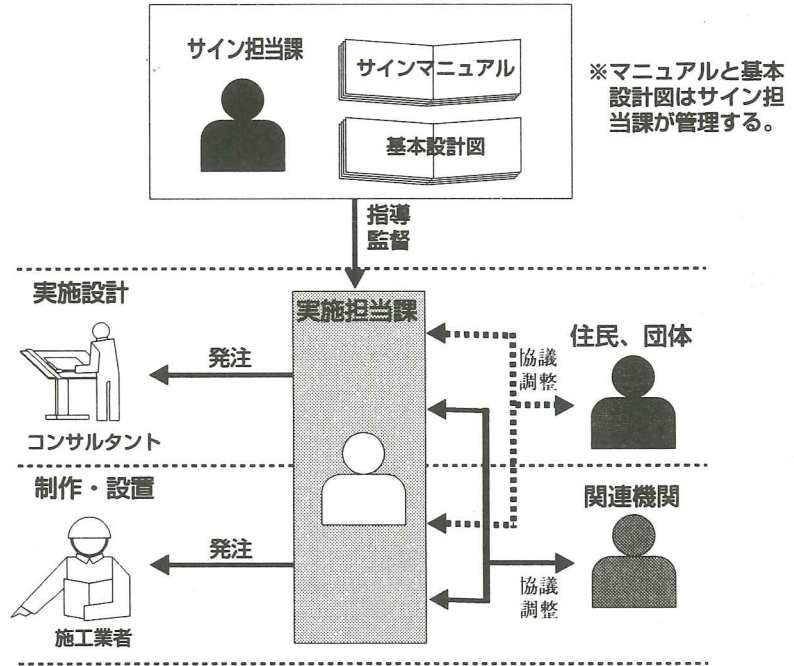 サイン担当課
サインマニュアル
基本設計図
※マニュアルと基本
設計図はサイン担
当課が管理する。
指導
監督
実施設計
実施担当課
発注
コンサルタント
協議
調整
住民、団体
制作・設置
発注
施工業者
関連機関
協議
調整